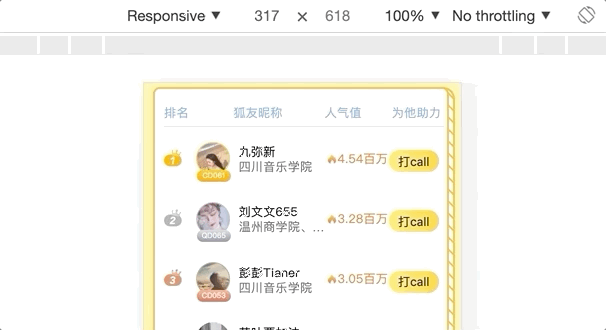 Responsive ▼ 317 × 618 100% ▼ No throttling ▼
排名 狐友昵称 人气值 为他助力
1 九弥新 4.54百万 打call
CD061 四川音乐学院
2 刘文文655 3.28百万 打call
温州商学院、...
3 彭彭Tianer 3.05百万 打call
CD053 四川音乐学院